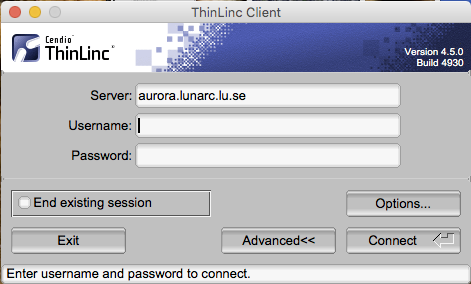 ThinLinc Client
Cendio
ThinLinc
Version 4.5.0
Build 4930
Server: aurora.lunarc.lu.se
Username:
Password:
End existing session
Options...
Exit Advanced<< Connect
Enter username and password to connect.